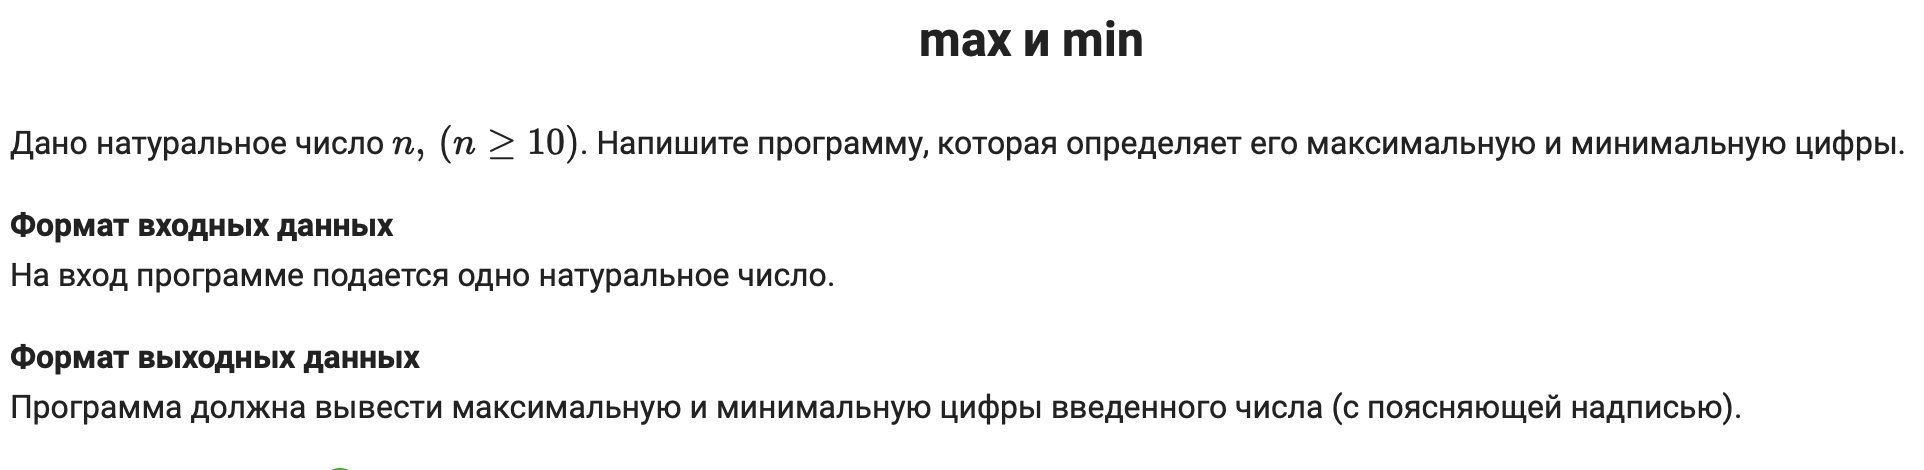 max и min
Дано натуральное число n, (n ≥ 10). Напишите программу, которая определяет его максимальную и минимальную цифры.
Формат входных данных
На вход программе подается одно натуральное число.
Формат выходных данных
Программа должна вывести максимальную и минимальную цифры введенного числа (с поясняющей надписью).